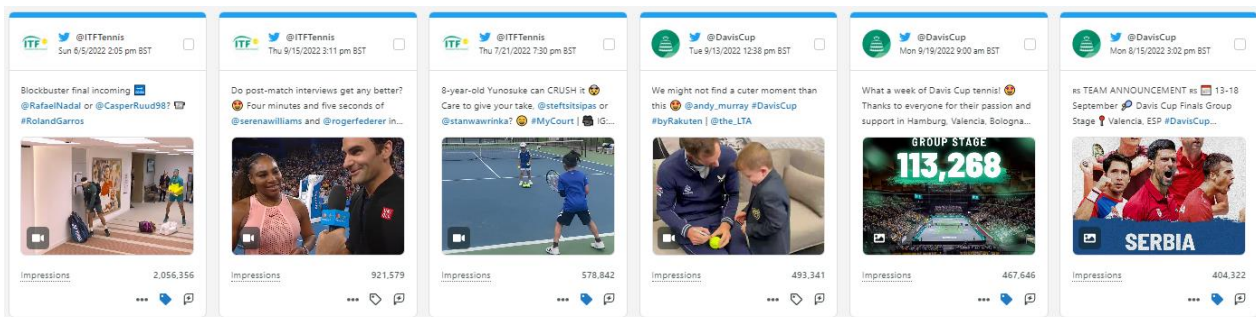 ITF
@ITFTennis
Sun 6/5/2022 2:05 pm BST
Blockbuster final incoming 🔜
@RafaelNadal or @CasperRuud98? 🍿
#RolandGarros
Impressions 2,056,356
ITF
@ITFTennis
Thu 9/15/2022 3:11 pm BST
Do post-match interviews get any better?
😍 Four minutes and five seconds of
@serenawilliams and @rogerfederer in...
Impressions 921,579
ITF
@ITFTennis
Thu 7/21/2022 7:30 pm BST
8-year-old Yunosuke can CRUSH it 🤯
Care to give your take, @steftsitsipas or
@stanwawrinka? 😄 #MyCourt | 📷 IG:...
Impressions 578,842
@DavisCup
Tue 9/13/2022 12:38 pm BST
We might not find a cuter moment than
this 😍 @andy_murray #DavisCup
#byRakuten | @the_LTA
Impressions 493,341
@DavisCup
Mon 9/19/2022 9:00 am BST
What a week of Davis Cup tennis! 😍
Thanks to everyone for their passion and
support in Hamburg, Valencia, Bologna...
GROUP STAGE
113,268
Impressions 467,646
@DavisCup
Mon 8/15/2022 3:02 pm BST
RS TEAM ANNOUNCEMENT RS 📅 13-18
September 🎾 Davis Cup Finals Group
Stage 📍 Valencia, ESP #DavisCup...
SERBIA
Impressions 404,322